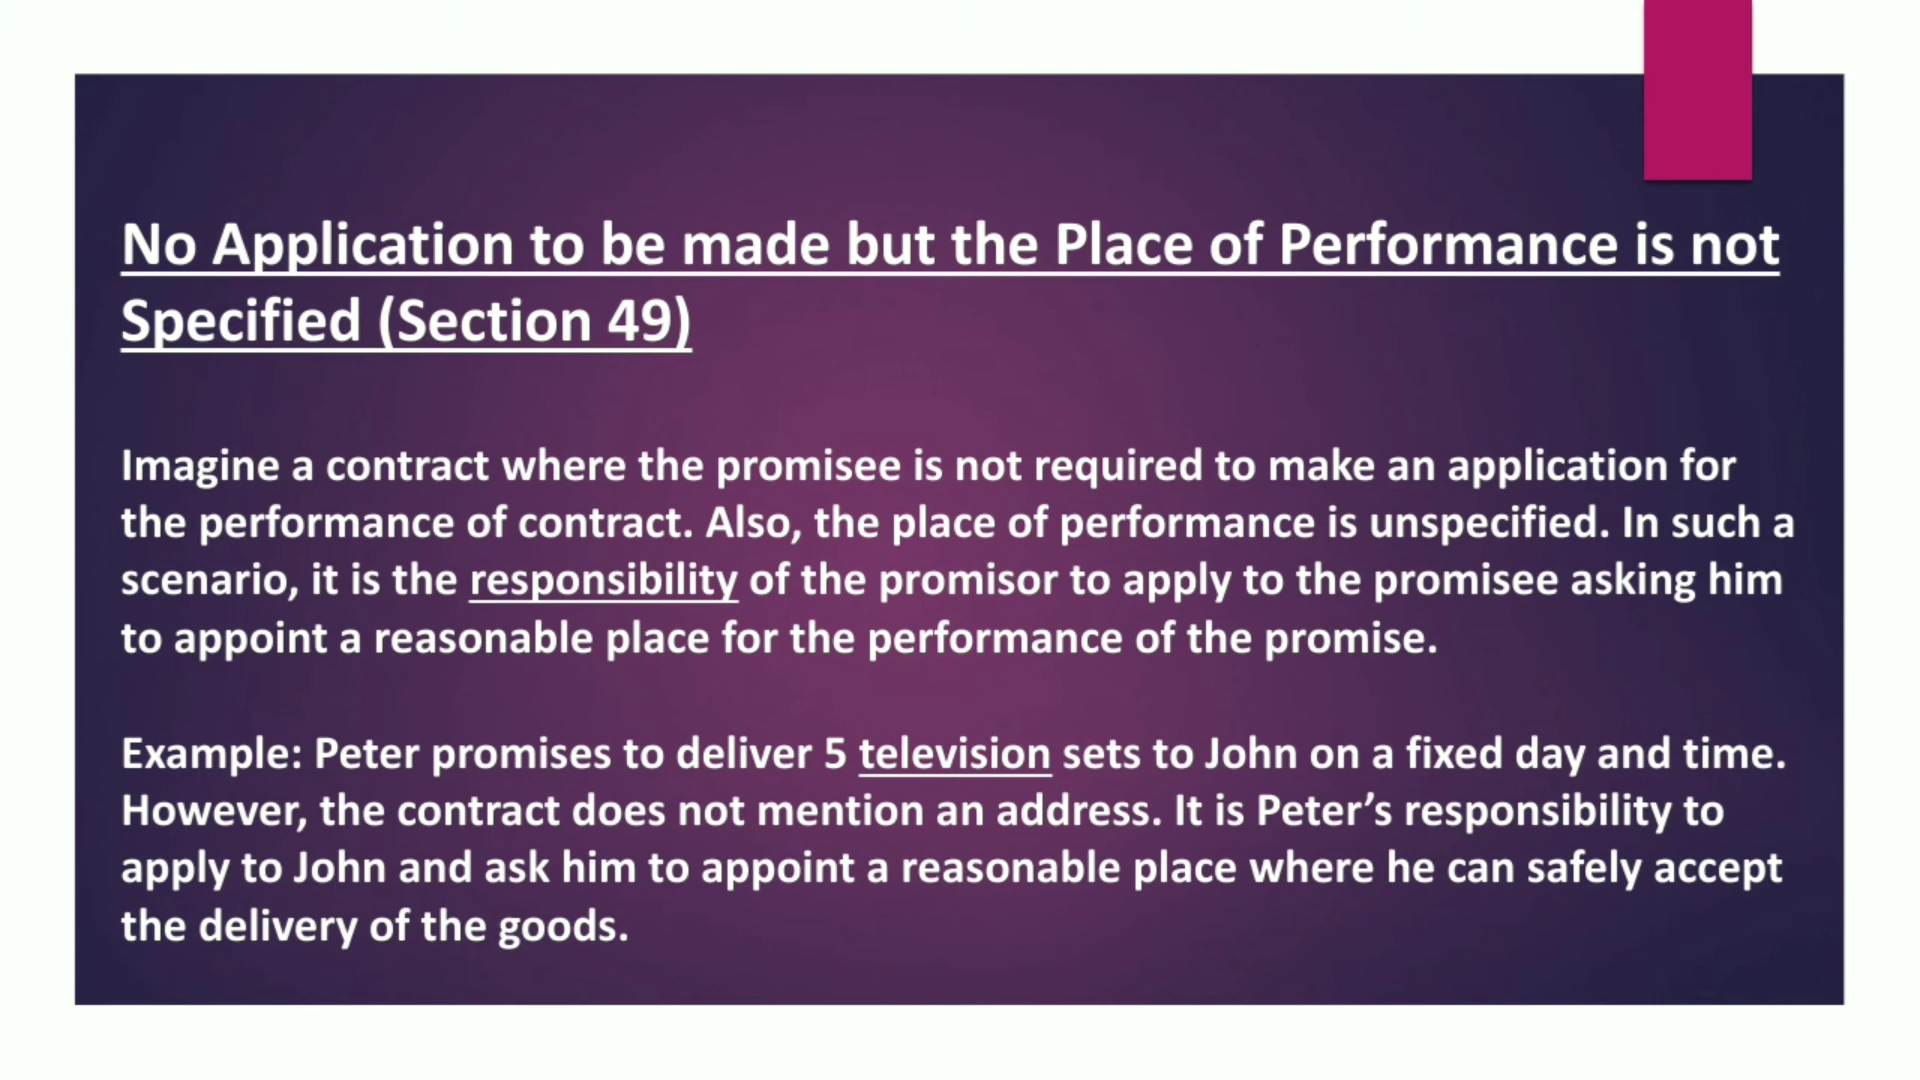 No Application to be made but the Place of Performance is not
Specified (Section 49)
Imagine a contract where the promisee is not required to make an application for
the performance of contract. Also, the place of performance is unspecified. In such a
scenario, it is the responsibility of the promisor to apply to the promisee asking him
to appoint a reasonable place for the performance of the promise.
Example: Peter promises to deliver 5 television sets to John on a fixed day and time.
However, the contract does not mention an address. It is Peter’s responsibility to
apply to John and ask him to appoint a reasonable place where he can safely accept
the delivery of the goods.